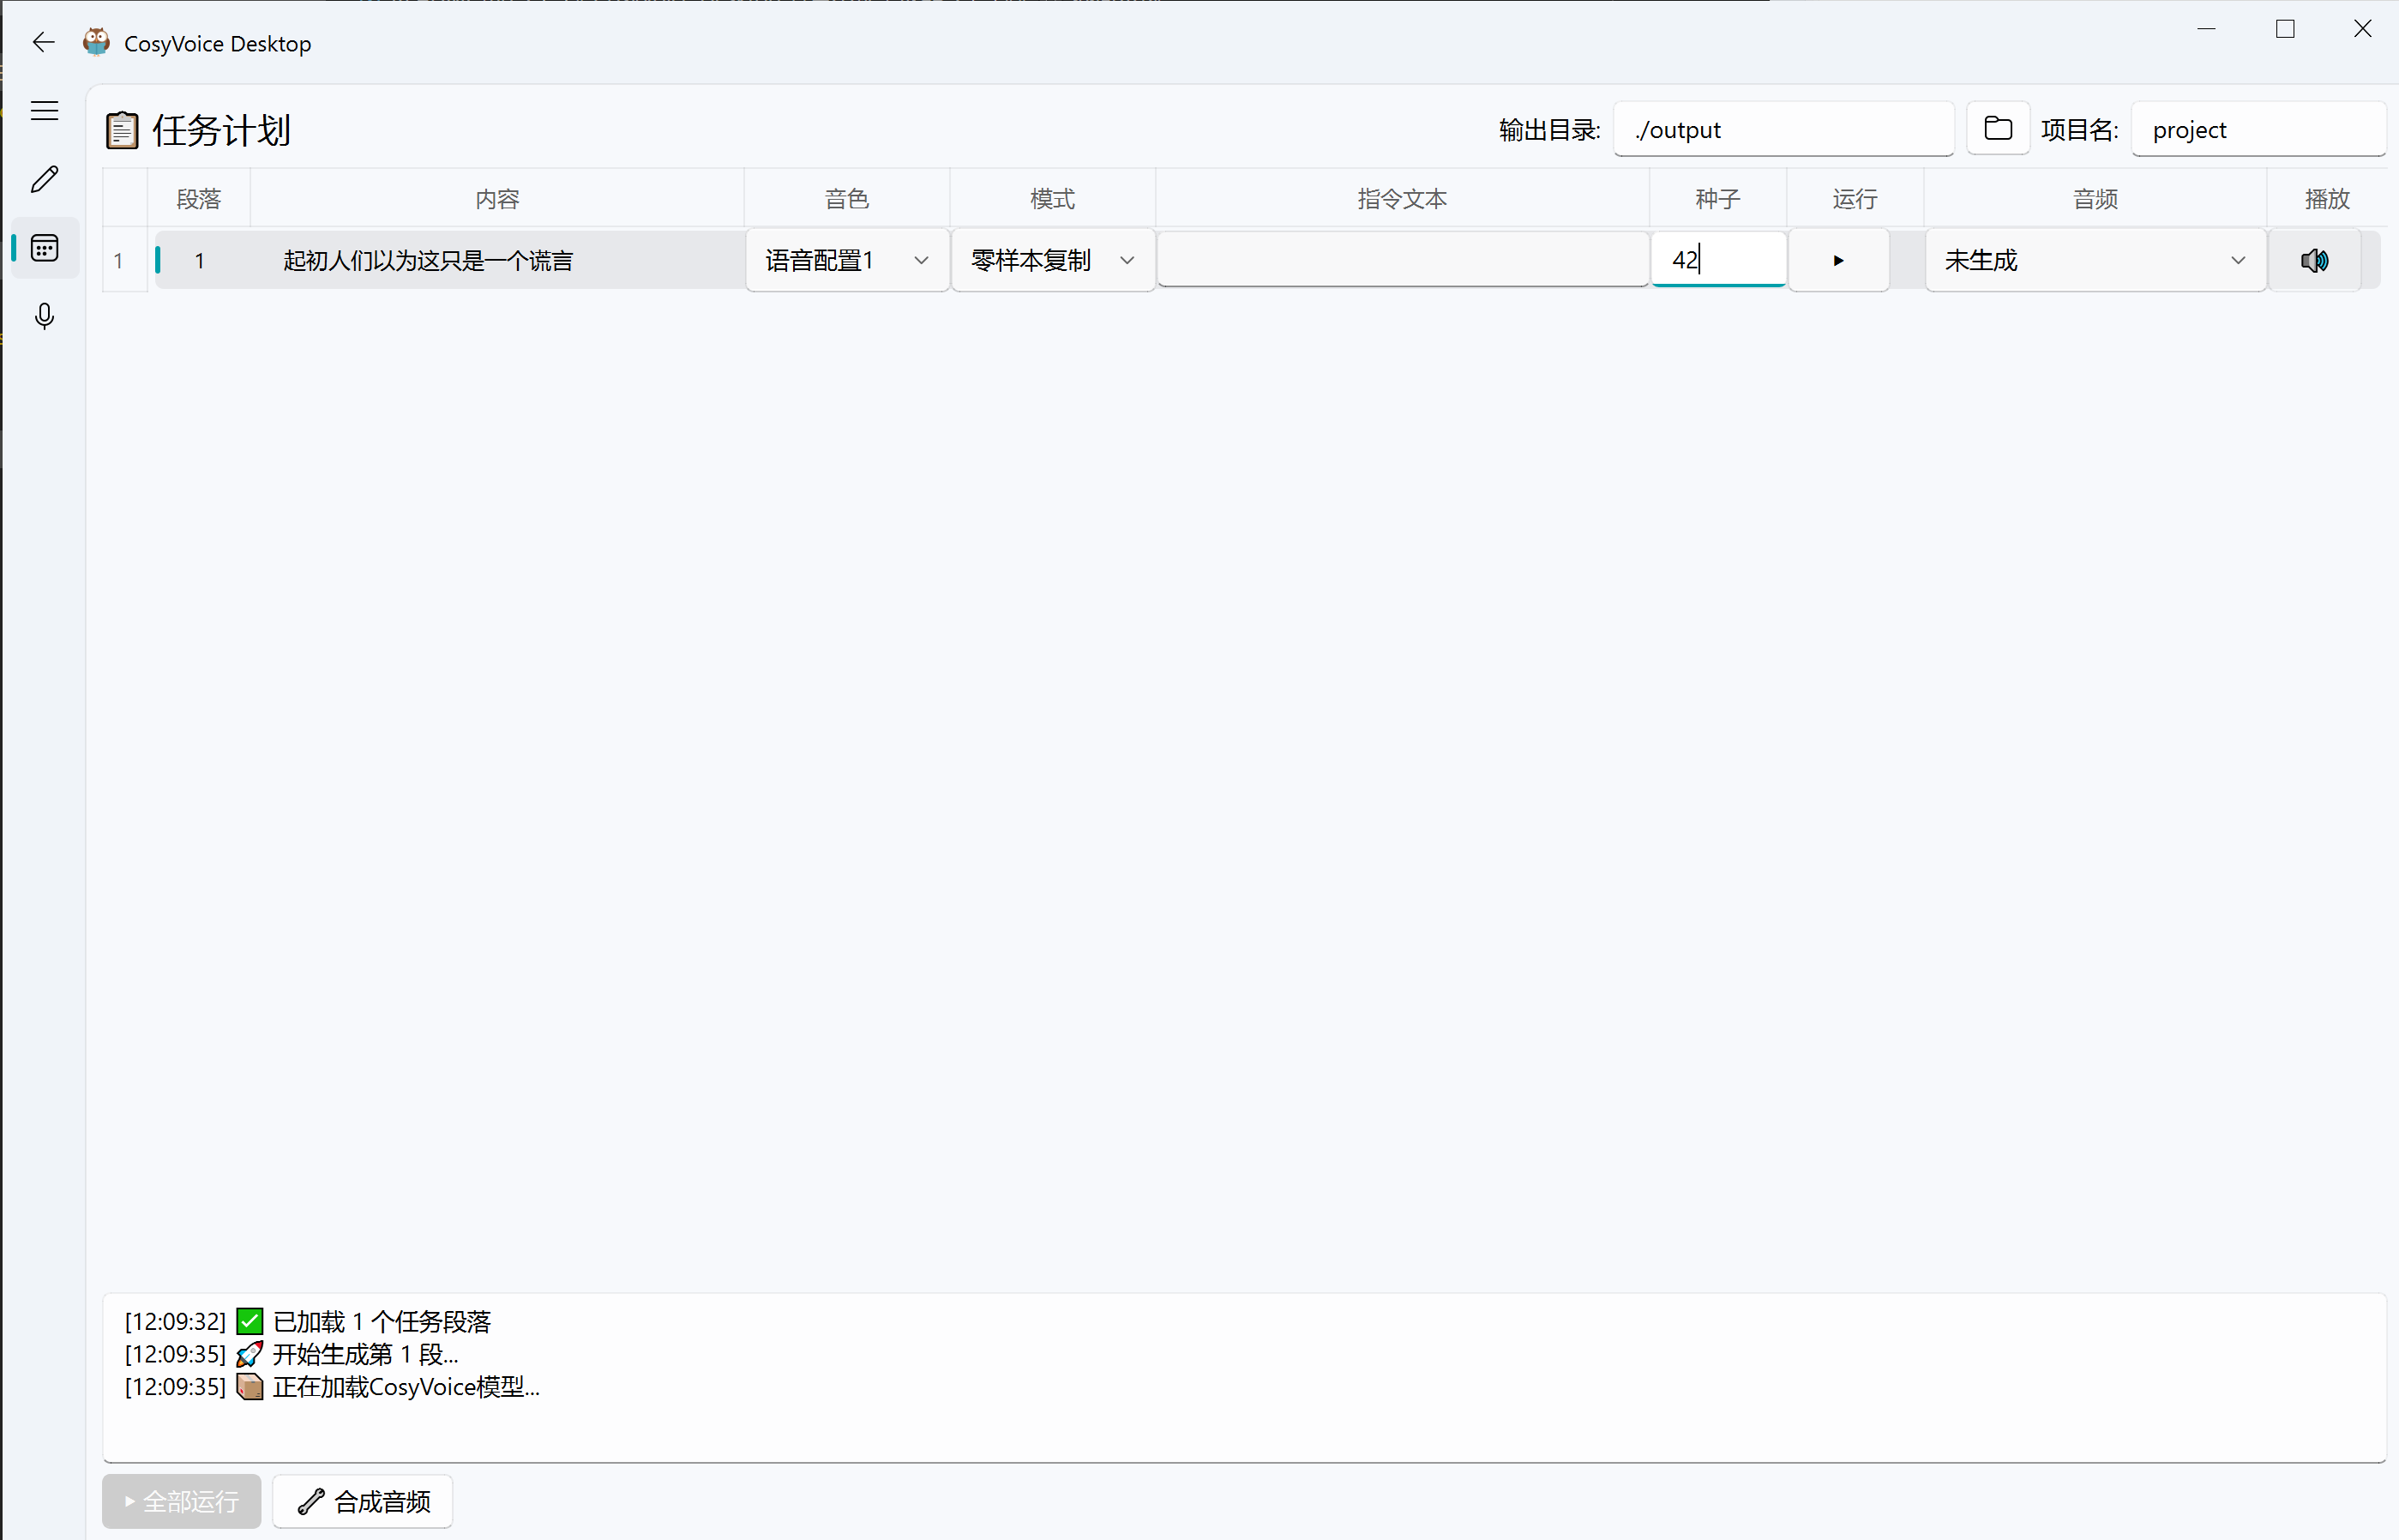 CosyVoice Desktop
任务计划
输出目录: ./output 项目名: project
段落 内容 音色 模式 指令文本 种子 运行 音频 播放
1 1 起初人们以为这只是一个谎言 语音配置1 零样本复制 42 未生成
[12:09:32] ✅ 已加载 1 个任务段落
[12:09:35] 🚀 开始生成第 1 段...
[12:09:35] 📦 正在加载CosyVoice模型...
全部运行 合成音频